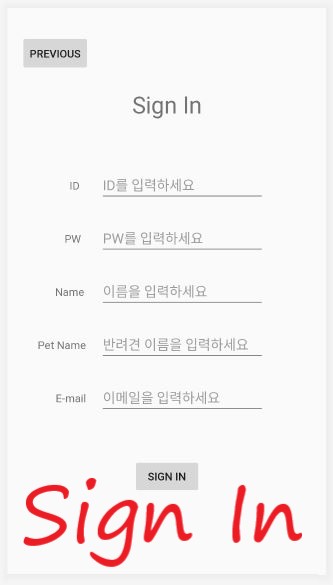 PREVIOUS
Sign In
ID ID를 입력하세요
PW PW를 입력하세요
Name 이름을 입력하세요
Pet Name 반려견 이름을 입력하세요
E-mail 이메일을 입력하세요
SIGN IN
Sign In